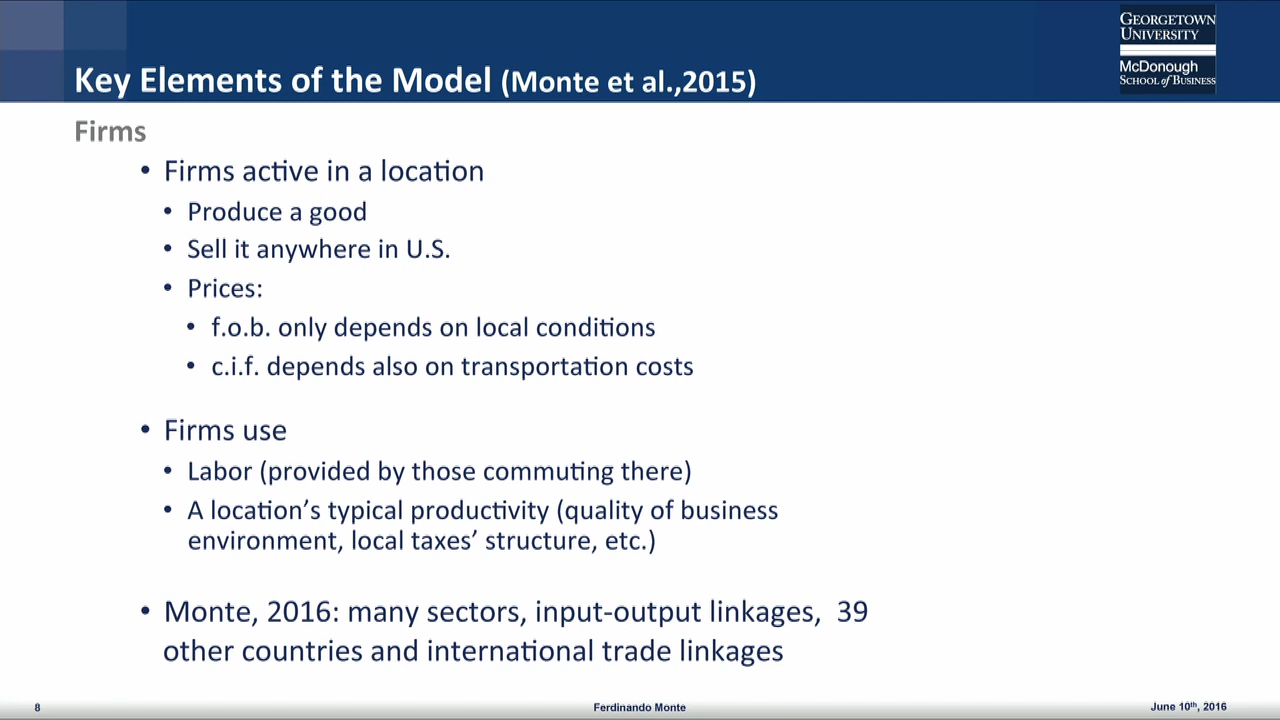 GEORGETOWN
UNIVERSITY
McDonough
SCHOOL of BUSINESS
Key Elements of the Model (Monte et al.,2015)
Firms
• Firms active in a location
• Produce a good
• Sell it anywhere in U.S.
• Prices:
• f.o.b. only depends on local conditions
• c.i.f. depends also on transportation costs
• Firms use
• Labor (provided by those commuting there)
• A location's typical productivity (quality of business
environment, local taxes' structure, etc.)
• Monte, 2016: many sectors, input-output linkages, 39
other countries and international trade linkages
8
Ferdinando Monte
June 10th, 2016